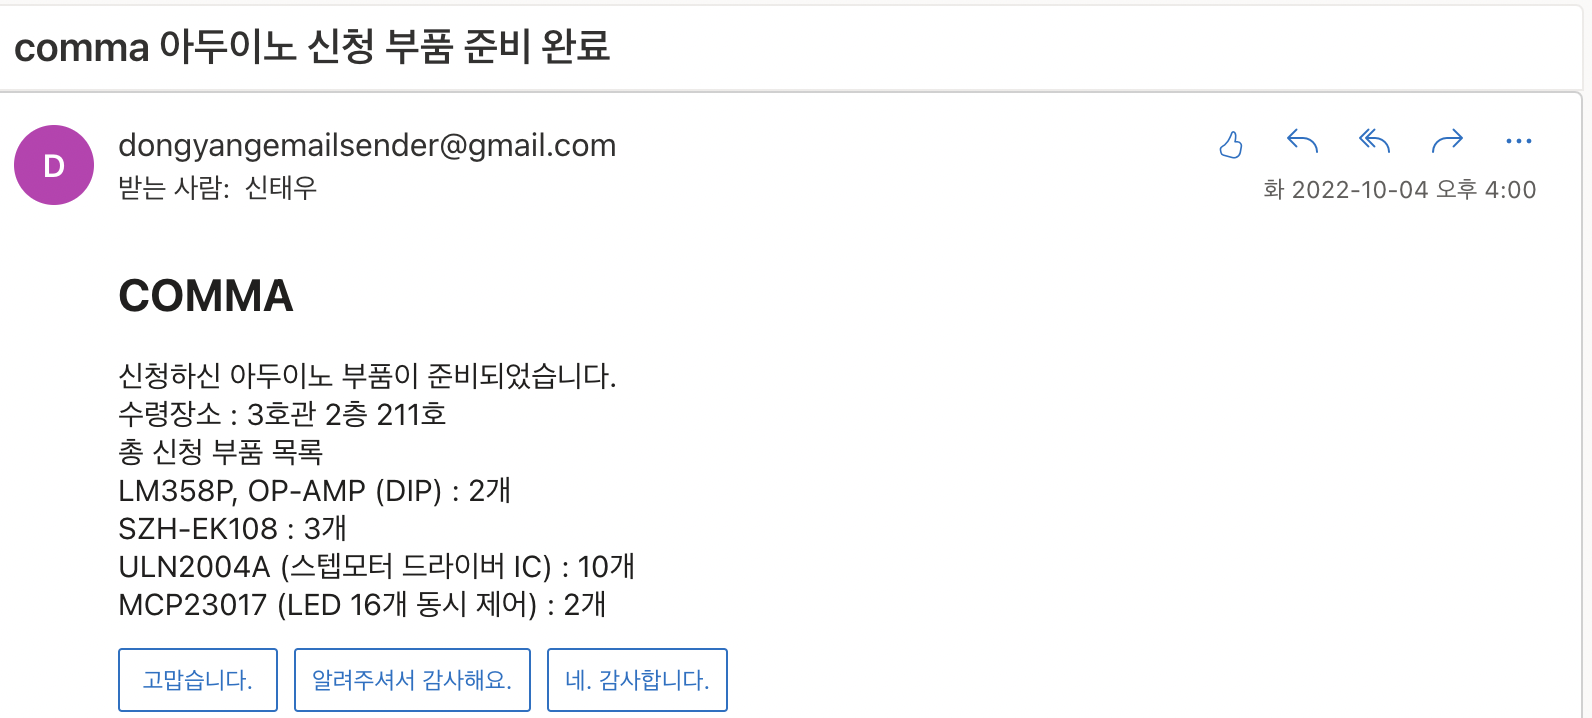 comma 아두이노 신청 부품 준비 완료
D
dongyangemailsender@gmail.com
받는 사람: 신태우
화 2022-10-04 오후 4:00
COMMA
신청하신 아두이노 부품이 준비되었습니다.
수령장소 : 3호관 2층 211호
총 신청 부품 목록
LM358P, OP-AMP (DIP) : 2개
SZH-EK108 : 3개
ULN2004A (스텝모터 드라이버 IC) : 10개
MCP23017 (LED 16개 동시 제어) : 2개
고맙습니다.
알려주셔서 감사해요.
네. 감사합니다.